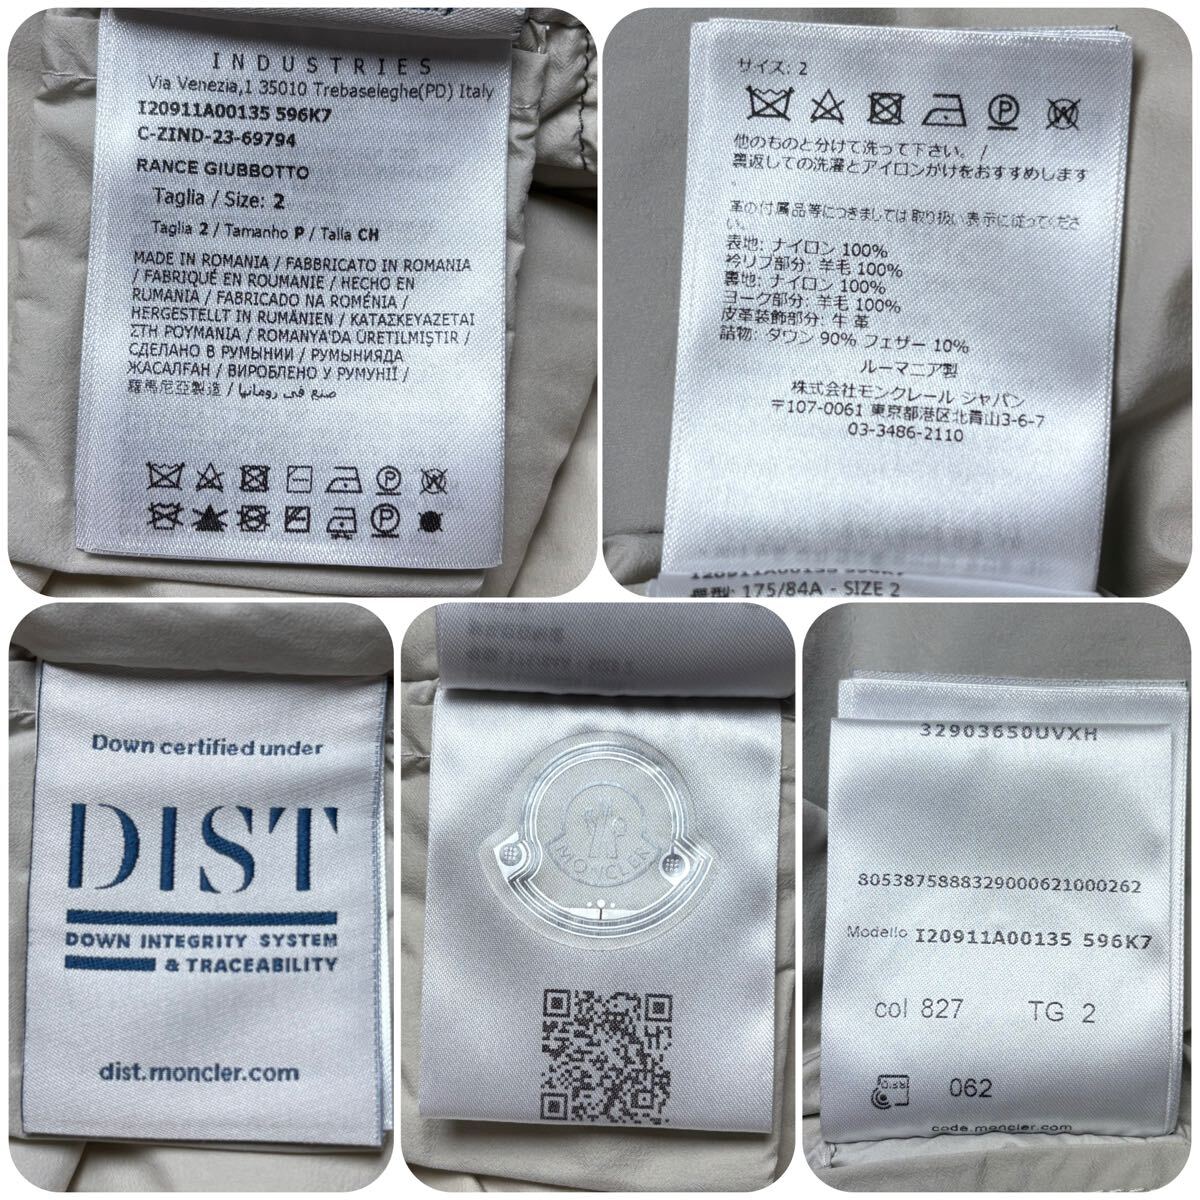 INDUSTRIES
Via Venezia,1 35010 Trebaseleghe(PD) Italy
I20911A00135 596K7
C-ZIND-23-69794
RANCE GIUBBOTTO
Taglia / Size: 2
Taglia 2 / Tamanho P / Talla CH
MADE IN ROMANIA / FABBRICATO IN ROMANIA
/ FABRIQUÉ EN ROUMANIE / HECHO EN
RUMANIA / FABRICADO NA ROMÉNIA /
HERGESTELLT IN RUMÄNIEN / ΚΑΤΑΣΚΕΥΑΖΕΤΑΙ
ΣΤΗ ΡΟΥΜΑΝΙΑ / ROMANYA'DA ÜRETILMIŞTIR /
СДЕЛАНО В РУМЫНИИ / РУМЫНИЯДА
ЖАСАЛҒАН / ВИРОБЛЕНО У РУМУНІЇ /
羅馬尼亞製造 / صنع في رومانيا
サイズ: 2
他のものと分けて洗って下さい。 /
裏返しての洗濯とアイロンがけをおすすめします
.
革の付属品等につきましては取り扱い表示に従ってくださ
い。
表地: ナイロン 100%
衿リブ部分: 羊毛 100%
裏地: ナイロン 100%
ヨーク部分: 羊毛 100%
皮革装飾部分: 牛 革
詰物: ダウン 90% フェザー 10%
ルーマニア製
株式会社モンクレール ジャパン
〒107-0061 東京都港区北青山3-6-7
03-3486-2110
I20911A00135 596K7
型: 175/84A - SIZE 2
Down certified under
DIST
DOWN INTEGRITY SYSTEM
& TRACEABILITY
dist.moncler.com
MONCLER
32903650UVXH
8053875888329000621000262
Modello I20911A00135 596K7
col 827 TG 2
062
code.moncler.com